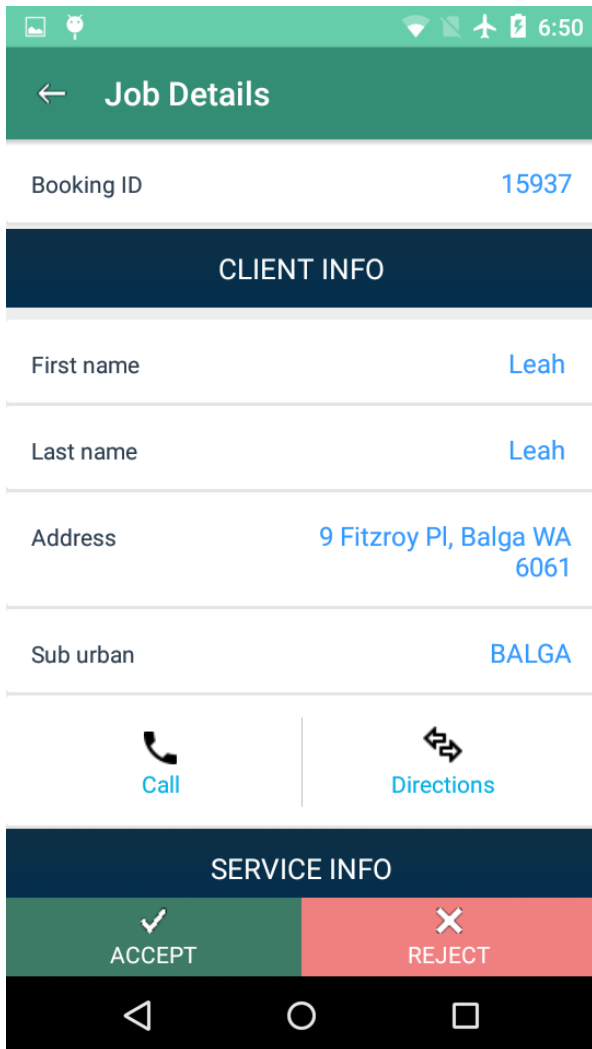 6:50
Job Details
Booking ID 15937
CLIENT INFO
First name Leah
Last name Leah
Address 9 Fitzroy Pl, Balga WA
6061
Sub urban BALGA
Call Directions
SERVICE INFO
ACCEPT REJECT